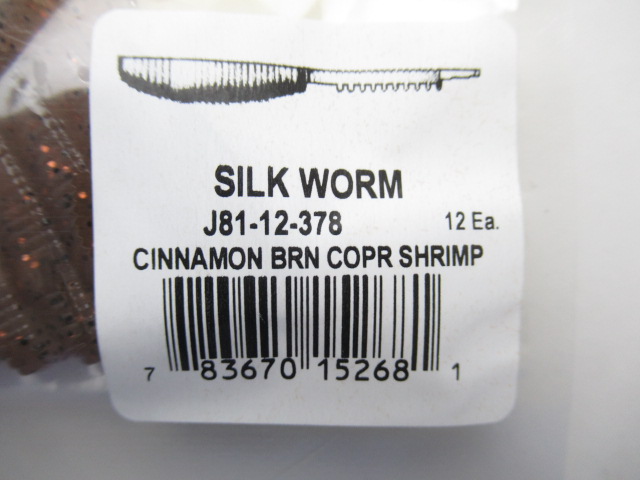 SILK WORM
J81-12-378 12 Ea.
CINNAMON BRN COPR SHRIMP
7 83670 15268 1